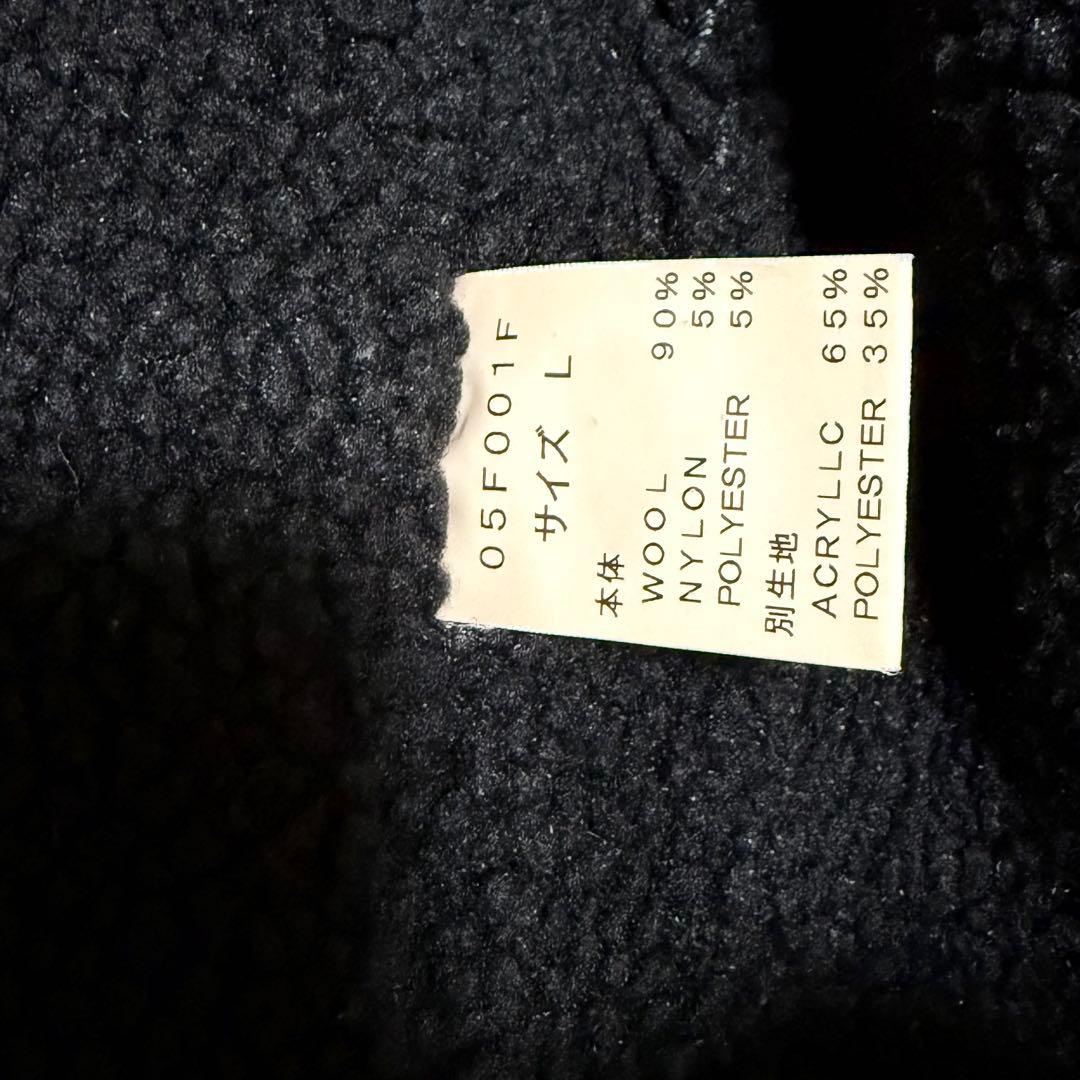 05F001F
サイズ L
本体
WOOL 90%
NYLON 5%
POLYESTER 5%
別生地
ACRYLLC 65%
POLYESTER 35%